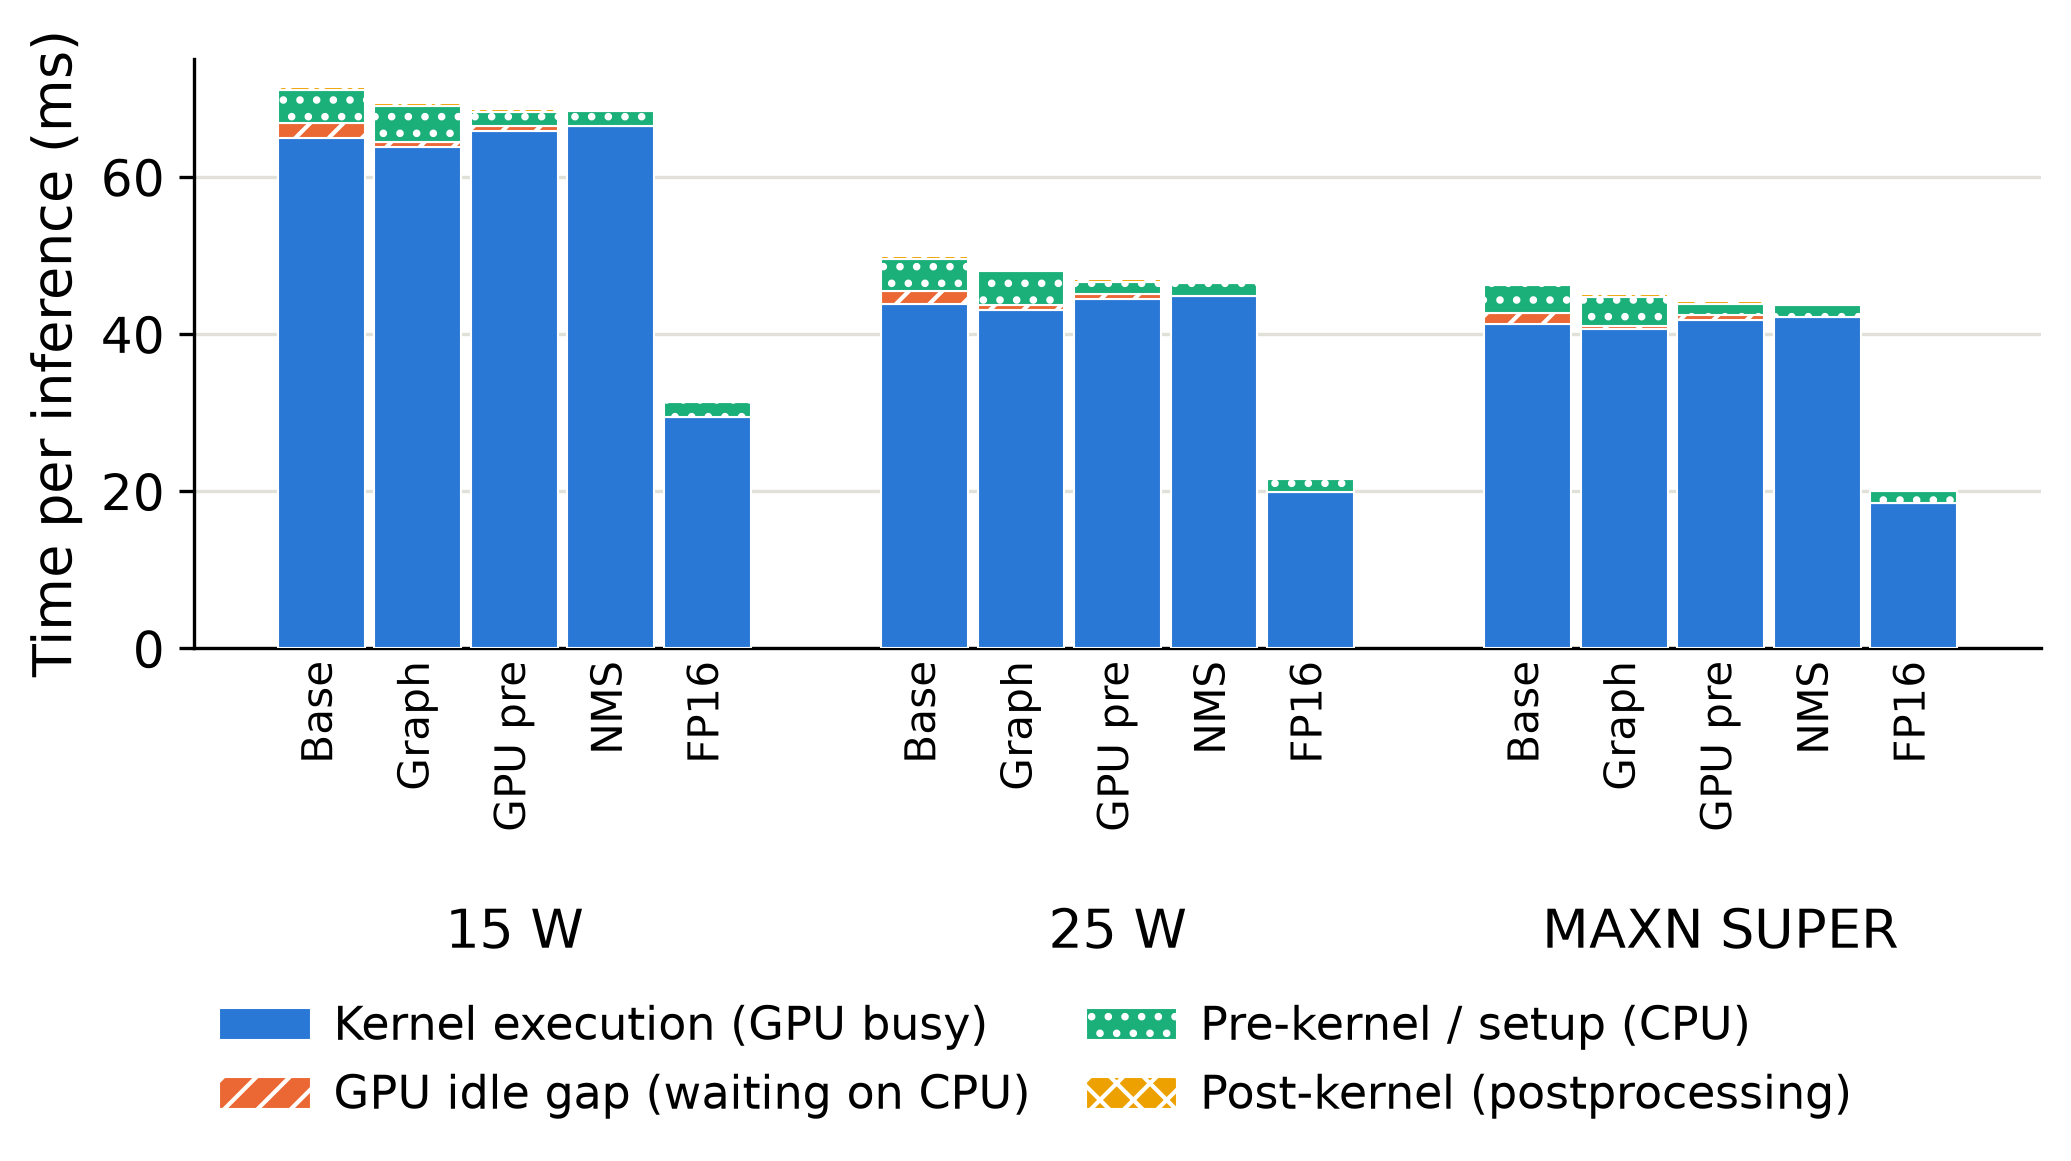 Time per inference (ms)
60
40
20
0
Base
Graph
GPU pre
NMS
FP16
Base
Graph
GPU pre
NMS
FP16
Base
Graph
GPU pre
NMS
FP16
15 W
25 W
MAXN SUPER
Kernel execution (GPU busy)
GPU idle gap (waiting on CPU)
Pre-kernel / setup (CPU)
Post-kernel (postprocessing)